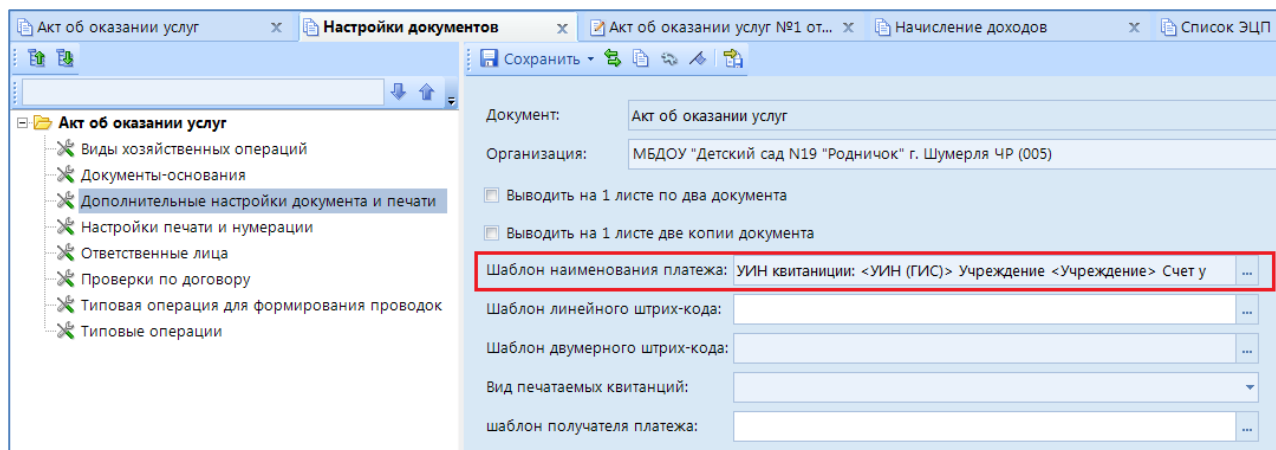 Акт об оказании услуг x Настройки документов x Акт об оказании услуг №1 от... x Начисление доходов x Список ЭЦП
Сохранить
Акт об оказании услуг
Виды хозяйственных операций
Документы-основания
Дополнительные настройки документа и печати
Настройки печати и нумерации
Ответственные лица
Проверки по договору
Типовая операция для формирования проводок
Типовые операции
Документ: Акт об оказании услуг
Организация: МБДОУ "Детский сад N19 "Родничок" г. Шумерля ЧР (005)
Выводить на 1 листе по два документа
Выводить на 1 листе две копии документа
Шаблон наименования платежа: УИН квитаниции: <УИН (ГИС)> Учреждение <Учреждение> Счет у ...
Шаблон линейного штрих-кода: ...
Шаблон двумерного штрих-кода: ...
Вид печатаемых квитанций:
шаблон получателя платежа: ...